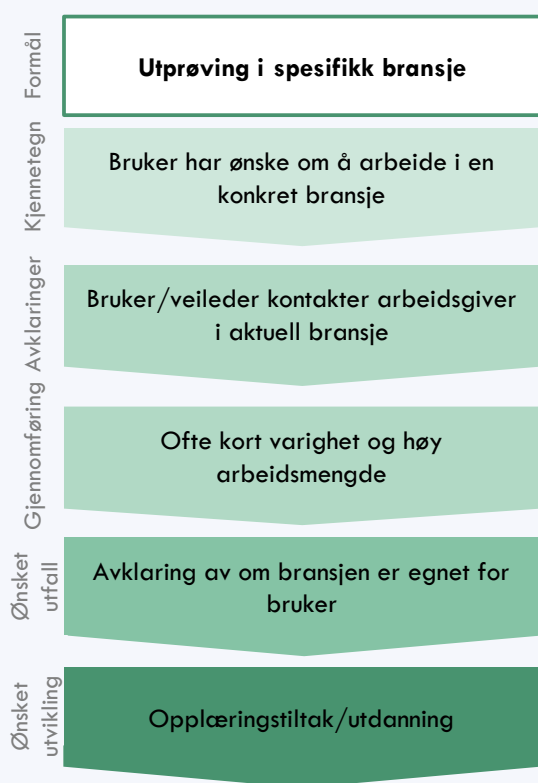 Formål
Utprøving i spesifikk bransje
Kjennetegn
Bruker har ønske om å arbeide i en
konkret bransje
Avklaringer
Bruker/veileder kontakter arbeidsgiver
i aktuell bransje
Gjennomføring
Ofte kort varighet og høy
arbeidsmengde
Ønsket
utfall
Avklaring av om bransjen er egnet for
bruker
Ønsket
utvikling
Opplæringstiltak/utdanning